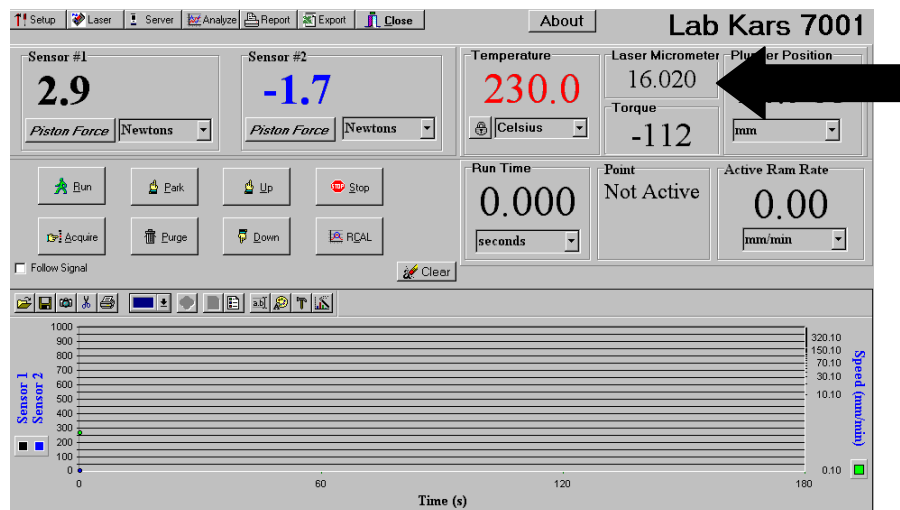 Setup Laser Server Analyze Report Export Close About Lab Kars 7001
Sensor #1 Sensor #2 Temperature Laser Micrometer Position
2.9 -1.7 230.0 16.020
Piston Force Newtons Piston Force Newtons Celsius Torque mm
-112
Run Park Up Stop Run Time Point Active Ram Rate
0.000 Not Active 0.00
Acquire Purge Down RCAL seconds mm/min
Follow Signal Clear
a.b
1000
900
800
700
600
500
400
300
200
100
0
Sensor 1
Sensor 2
320.10
150.10
70.10
30.10
10.10
0.10
Speed (mm/min)
0 60 120 180
Time (s)